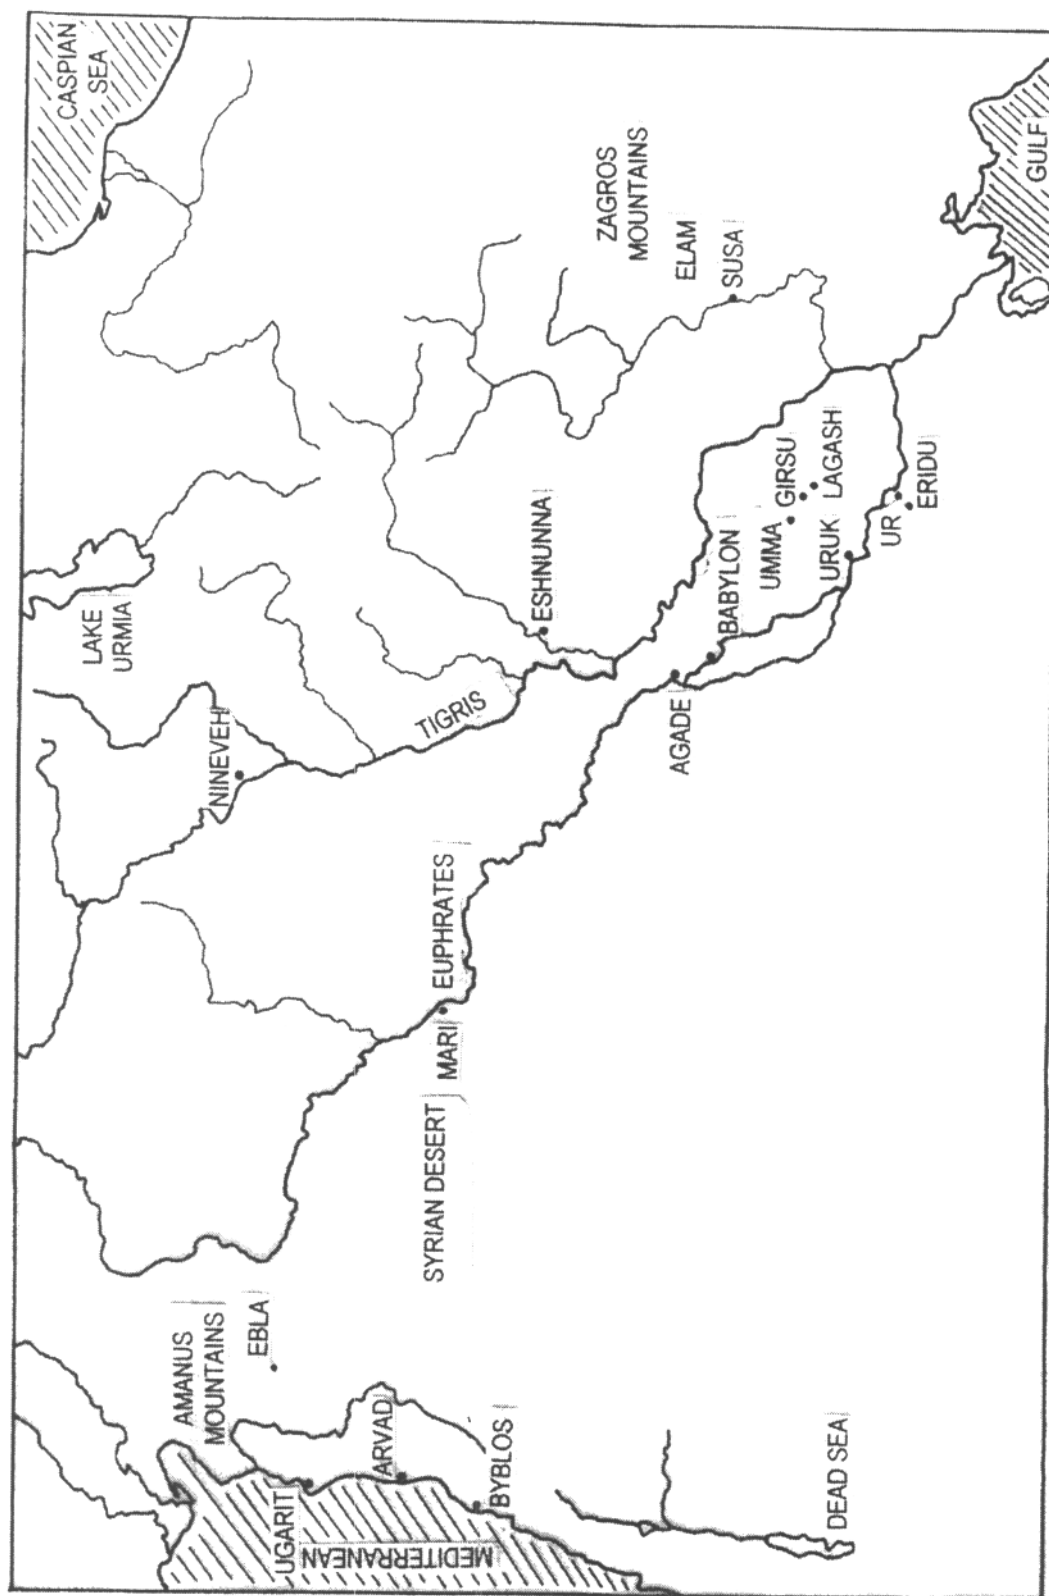 CASPIAN
SEA
LAKE
URMIA
NINEVEH
AMANUS
MOUNTAINS
EBLA
UGARIT
MEDITERRANEAN
ARVAD
BYBLOS
DEAD SEA
SYRIAN DESERT
MARI
EUPHRATES
TIGRIS
ESHNUNNA
ZAGROS
MOUNTAINS
ELAM
SUSA
AGADE
BABYLON
UMMA
GIRSU
LAGASH
URUK
UR
ERIDU
GULF